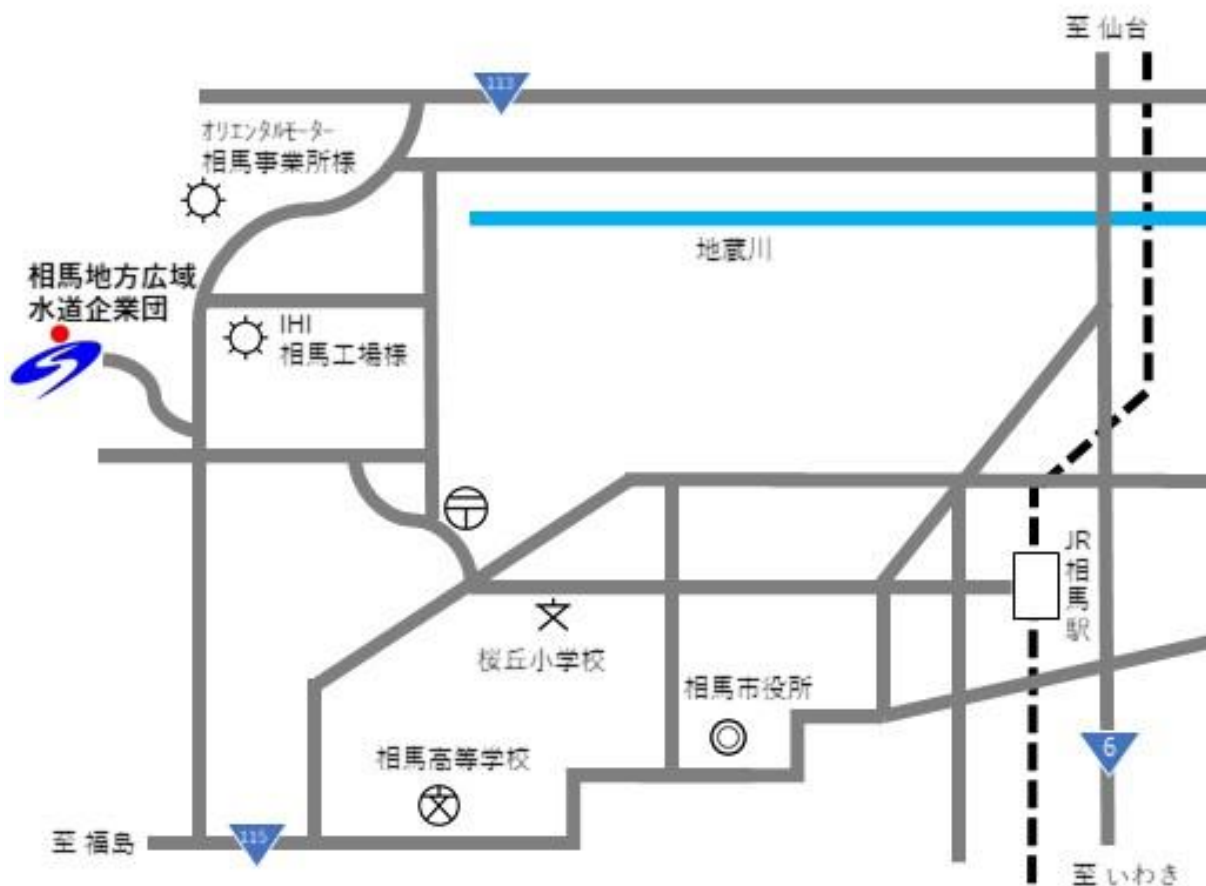 至 仙台
113
オリエンタルモーター
相馬事業所様
地蔵川
相馬地方広域
水道企業団
IHI
相馬工場様
JR
相
馬
駅
桜丘小学校
相馬市役所
6
相馬高等学校
115
至 福島
至 いわき